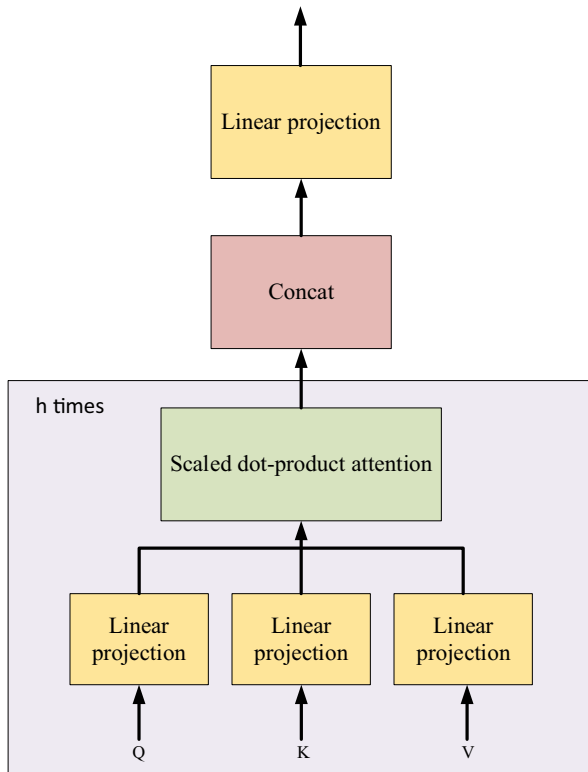 Linear projection
Concat
h times
Scaled dot-product attention
Linear
projection
Linear
projection
Linear
projection
Q
K
V